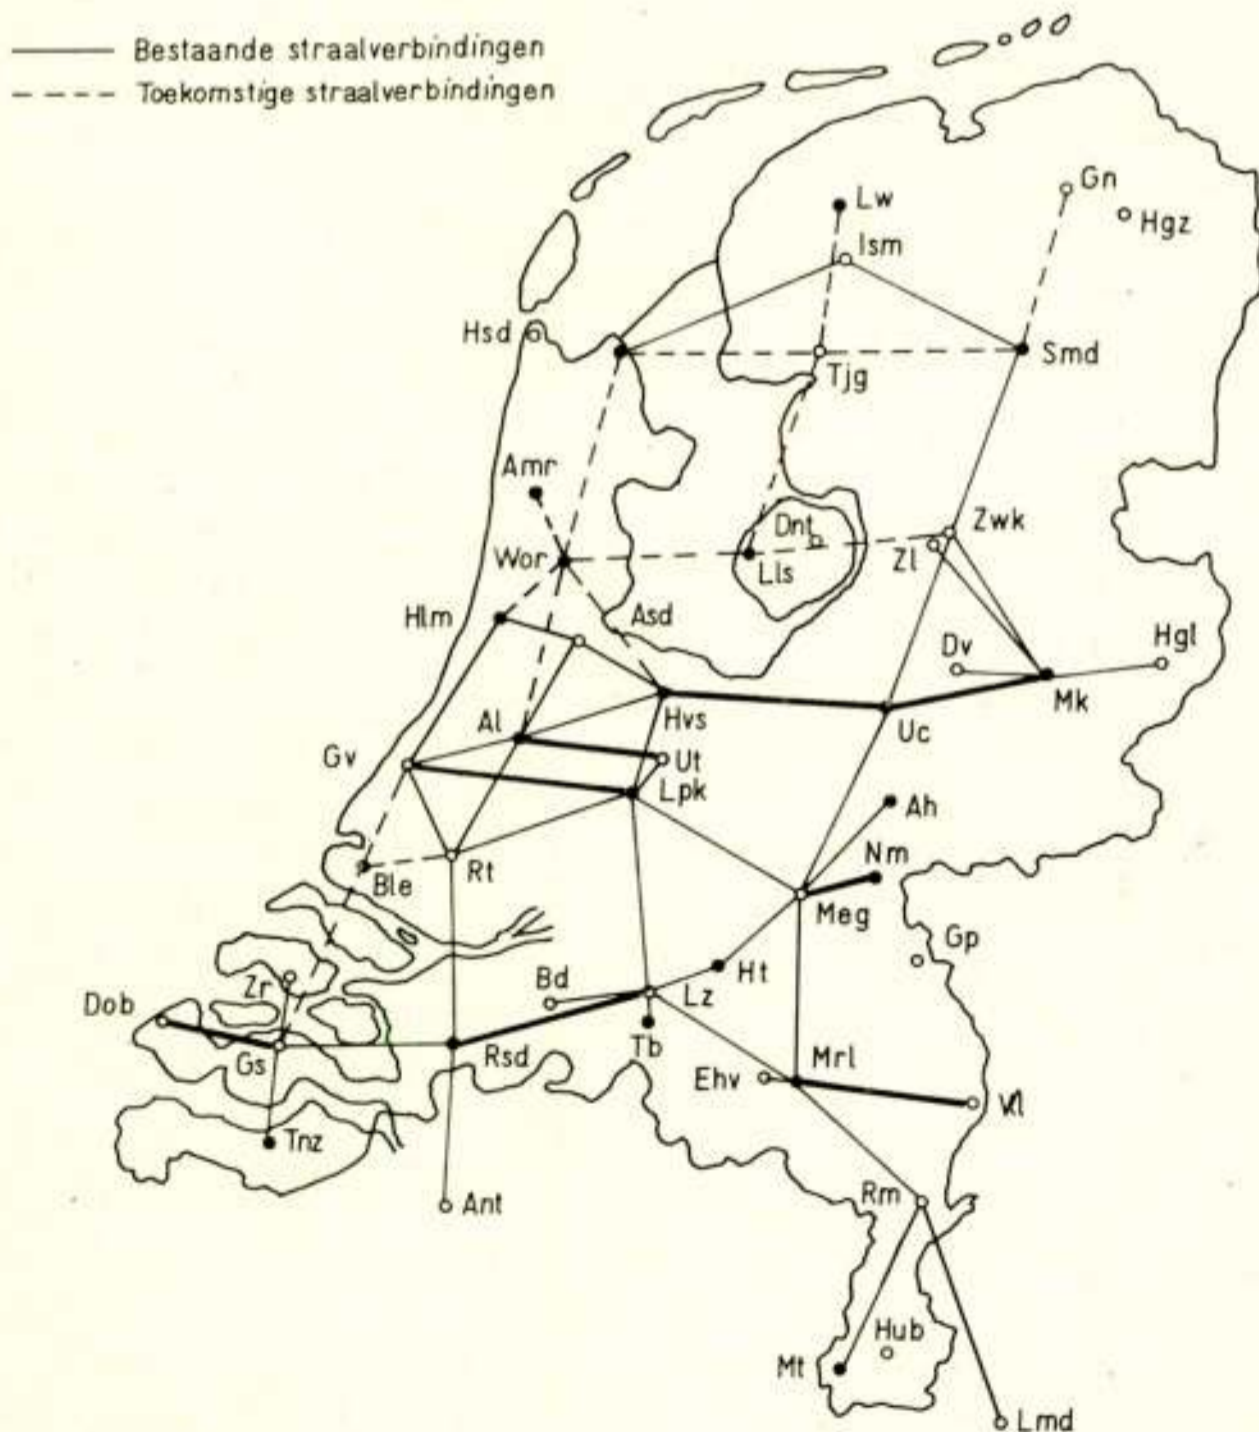 Bestaande straalverbindingen
Toekomstige straalverbindingen
Gn
Lw
Hgz
Ism
Hsd
Smd
Tjg
Amr
Dnt
Zwk
Wor
Zl
Lls
Hlm
Asd
Dv
Hgl
Al
Hvs
Mk
Uc
Gv
Ut
Lpk
Ah
Nm
Ble
Rt
Meg
Gp
Zr
Bd
Ht
Dob
Lz
Gs
Rsd
Tb
Mrl
Ehv
Vl
Tnz
Rm
Ant
Hub
Mt
Lmd